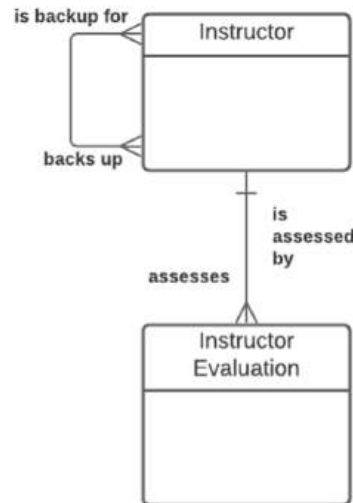 is backup for
Instructor
backs up
is
assessed
by
assesses
Instructor
Evaluation